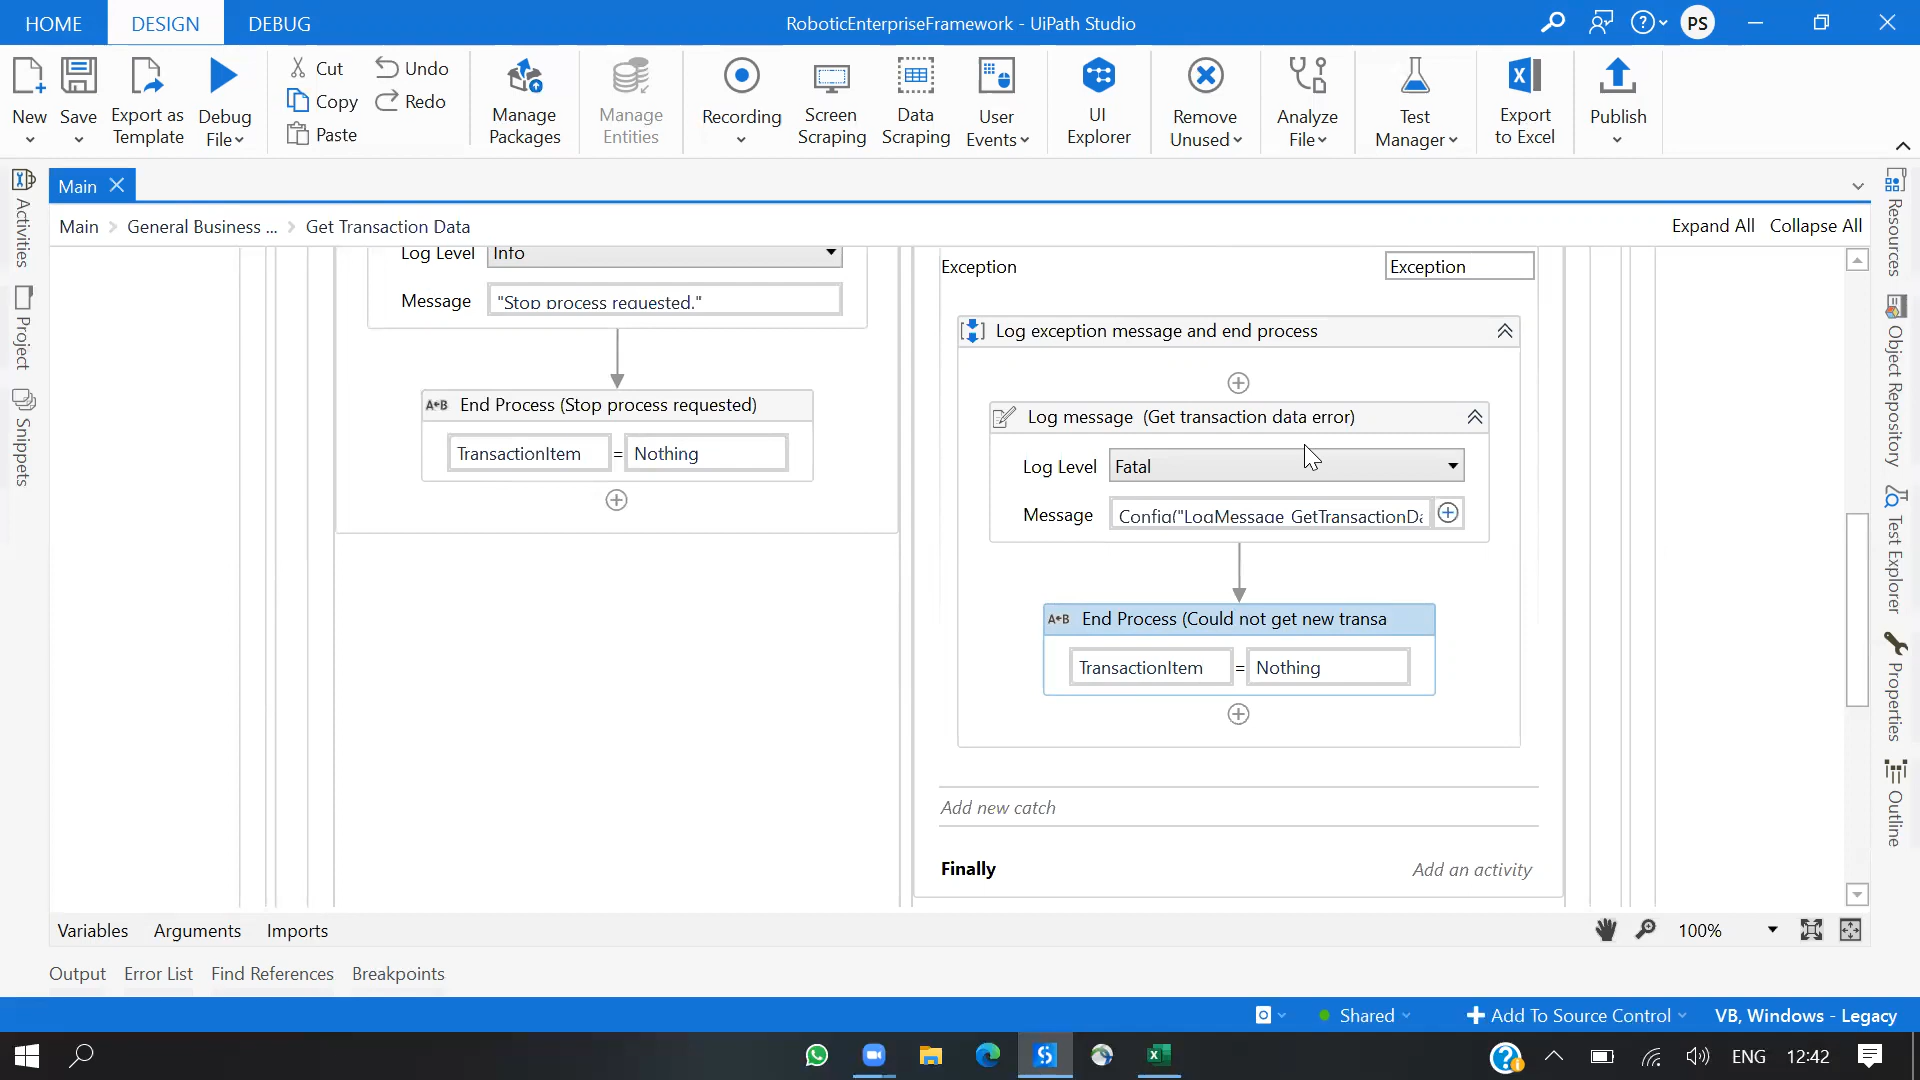 HOME
DESIGN
DEBUG
RoboticEnterpriseFramework - UiPath Studio
PS
New
Save
Export as
Template
Debug
File
Cut
Copy
Paste
Undo
Redo
Manage
Packages
Manage
Entities
Recording
Screen
Scraping
Data
Scraping
User
Events
UI
Explorer
Remove
Unused
Analyze
File
Test
Manager
Export
to Excel
Publish
Activities
Project
Snippets
Main
Main > General Business ... > Get Transaction Data
Expand All
Collapse All
Log Level
Info
Message
"Stop process requested."
End Process (Stop process requested)
TransactionItem
=
Nothing
Exception
Exception
Log exception message and end process
Log message (Get transaction data error)
Log Level
Fatal
Message
Config("LogMessage_GetTransactionDa
End Process (Could not get new transa
TransactionItem
=
Nothing
Add new catch
Finally
Add an activity
Resources
Object Repository
Test Explorer
Properties
Outline
Variables
Arguments
Imports
100%
Output
Error List
Find References
Breakpoints
Shared
Add To Source Control
VB, Windows - Legacy
ENG
12:42